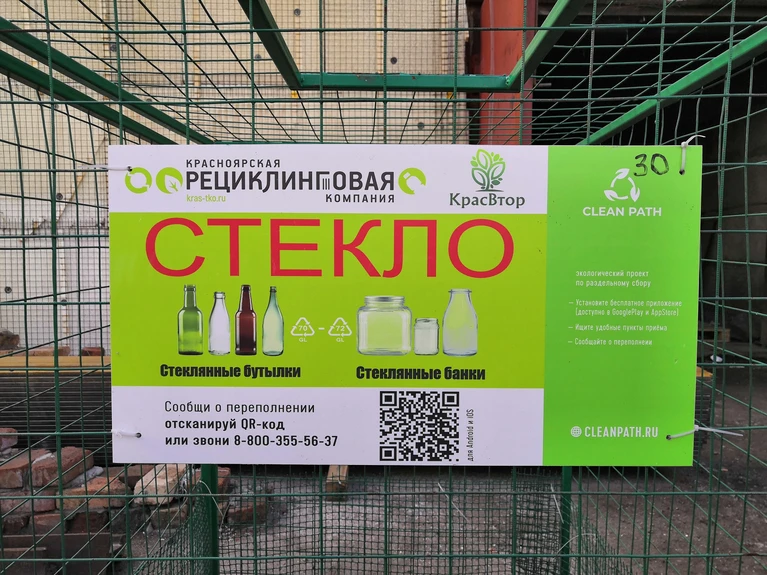 КРАСНОЯРСКАЯ
РЕЦИКЛИНГОВАЯ
kras-tko.ru
КОМПАНИЯ
КрасВтор
30
CLEAN PATH
СТЕКЛО
70
GL
-
72
GL
Стеклянные бутылки
Стеклянные банки
экологический проект
по раздельному сбору
— Установите бесплатное приложение
(доступно в GooglePlay и AppStore)
— Ищите удобные пункты приёма
— Сообщайте о переполнении
Сообщи о переполнении
отсканируй QR-код
или звони 8-800-355-56-37
для Android и iOS
CLEANPATH.RU